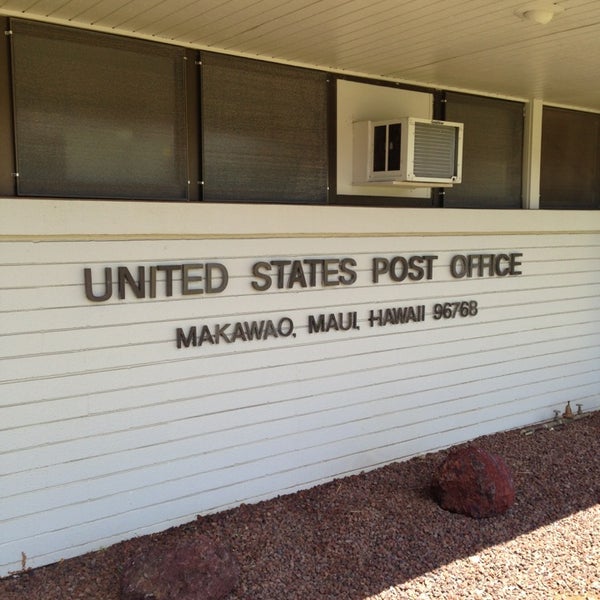 UNITED STATES POST OFFICE
MAKAWAO, MAUI, HAWAII 96768